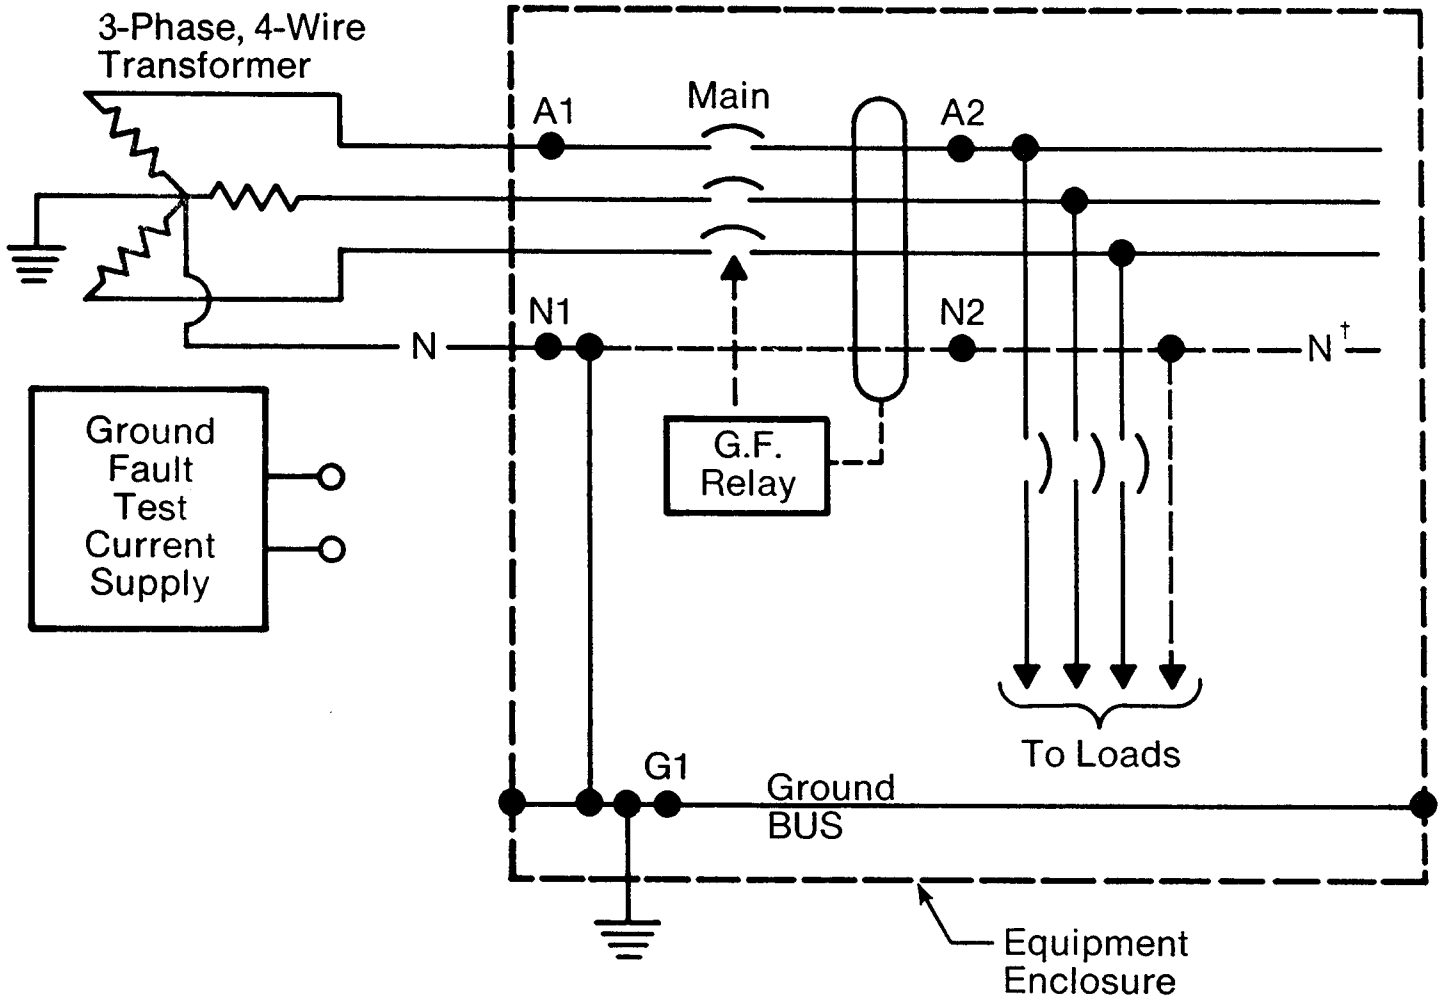 3-Phase, 4-Wire
Transformer
A1
Main
A2
N1
N2
N
N†
Ground
Fault
Test
Current
Supply
G.F.
Relay
To Loads
G1
Ground
BUS
Equipment
Enclosure